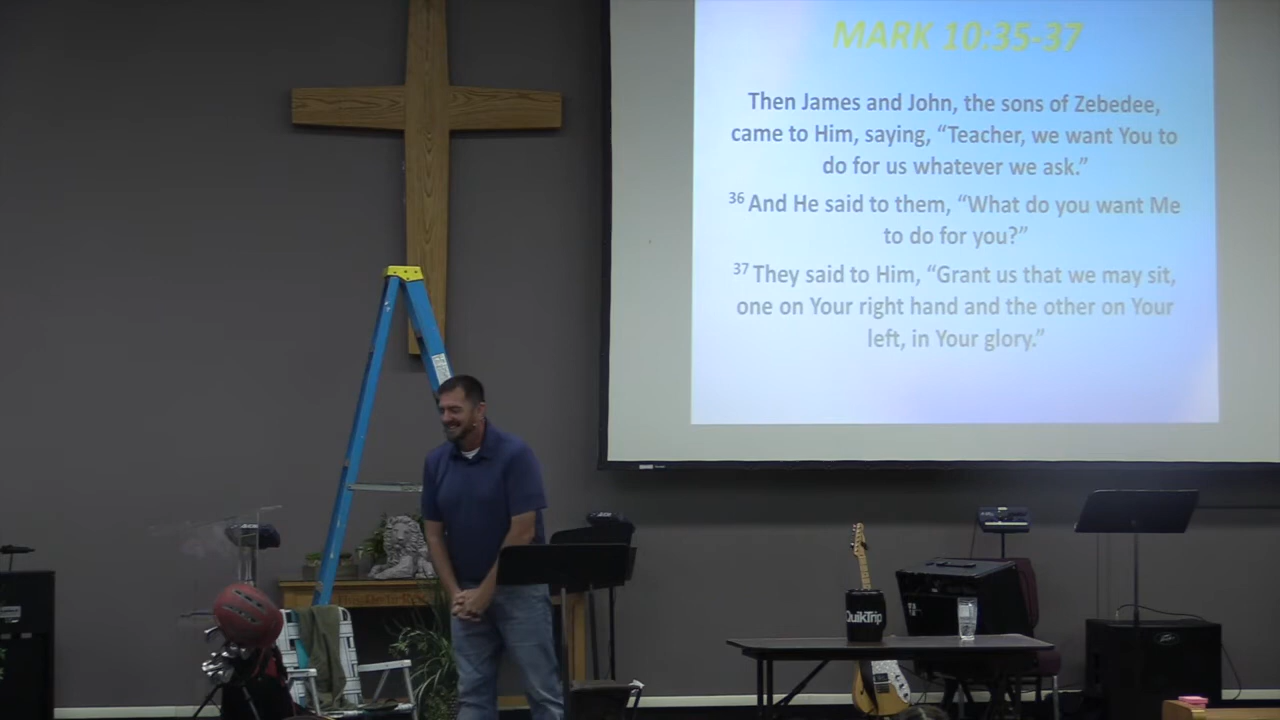 MARK 10:35-37
Then James and John, the sons of Zebedee,
came to Him, saying, “Teacher, we want You to
do for us whatever we ask.”
36 And He said to them, “What do you want Me
to do for you?”
37 They said to Him, “Grant us that we may sit,
one on Your right hand and the other on Your
left, in Your glory.”
QuikTrip